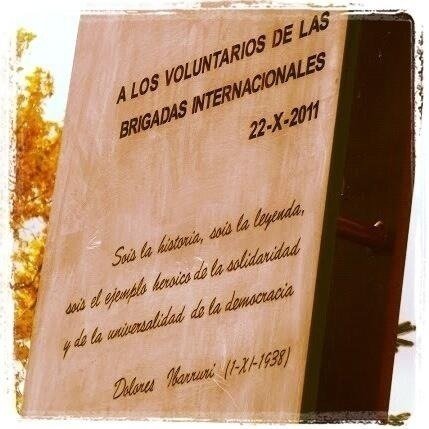 A LOS VOLUNTARIOS DE LAS
BRIGADAS INTERNACIONALES
22-X-2011
Sois la historia, sois la leyenda,
sois el ejemplo heroico de la solidaridad
y de la universalidad de la democracia
Dolores Ibarruri (1-XI-1938)